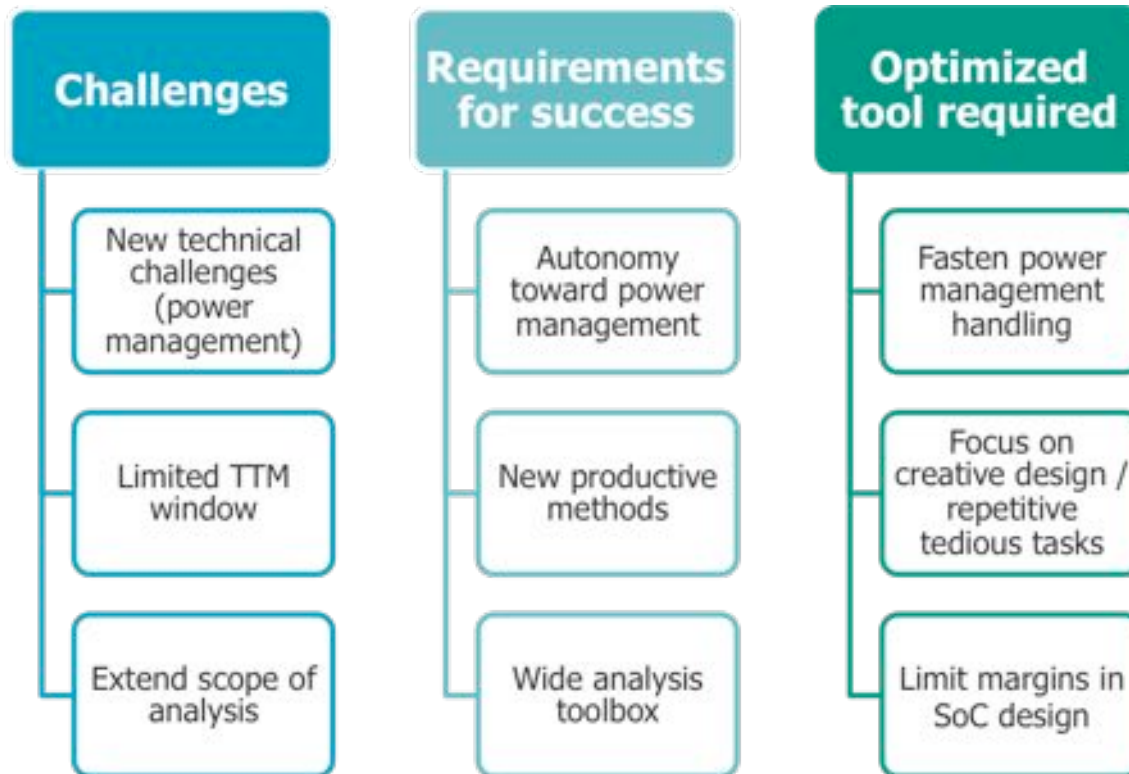 Challenges
New technical
challenges
(power
management)
Limited TTM
window
Extend scope of
analysis
Requirements
for success
Autonomy
toward power
management
New productive
methods
Wide analysis
toolbox
Optimized
tool required
Fasten power
management
handling
Focus on
creative design /
repetitive
tedious tasks
Limit margins in
SoC design